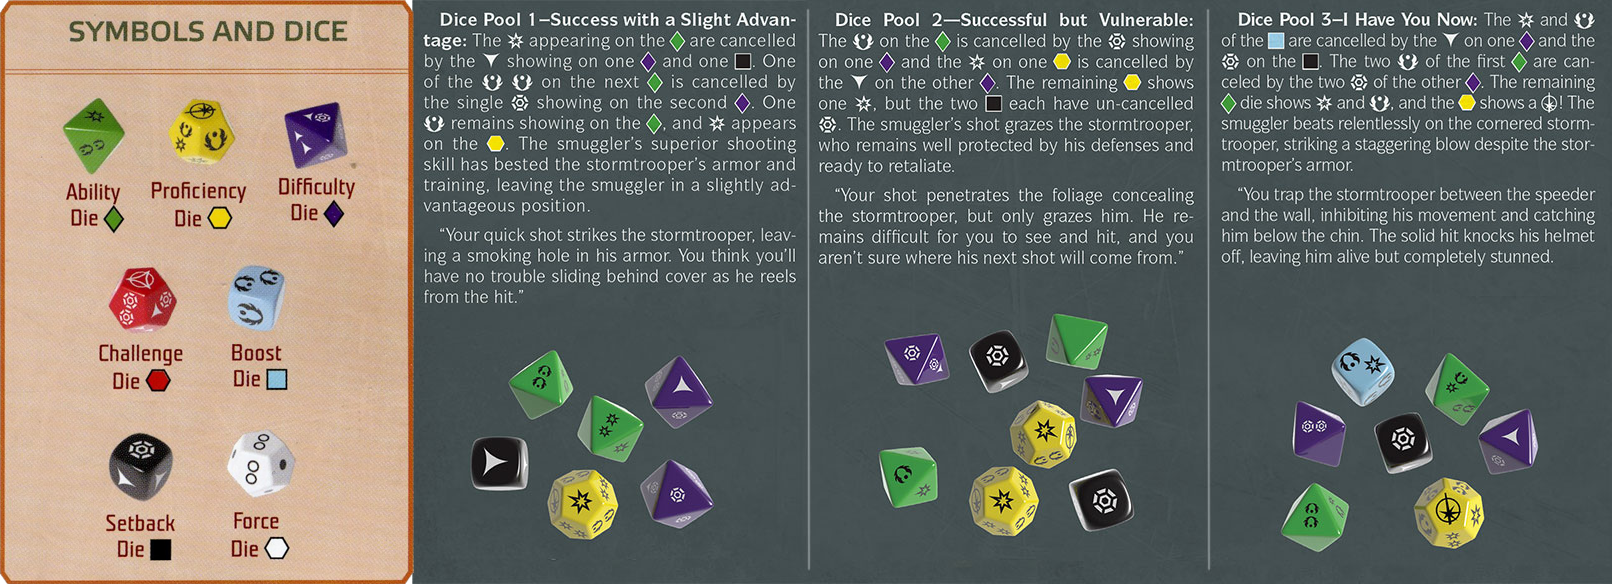 SYMBOLS AND DICE
Ability
Die
Proficiency
Die
Difficulty
Die
Challenge
Die
Boost
Die
Setback
Die
Force
Die
Dice Pool 1–Success with a Slight Advan-
tage: The appearing on the are cancelled
by the showing on one and one . One
of the on the next is cancelled by
the single showing on the second . One
remains showing on the , and appears
on the . The smuggler's superior shooting
skill has bested the stormtrooper's armor and
training, leaving the smuggler in a slightly ad-
vantageous position.
“Your quick shot strikes the stormtrooper, leav-
ing a smoking hole in his armor. You think you'll
have no trouble sliding behind cover as he reels
from the hit.”
Dice Pool 2—Successful but Vulnerable:
The on the is cancelled by the showing
on one and the on one is cancelled by
the on the other . The remaining shows
one , but the two each have un-cancelled
. The smuggler's shot grazes the stormtrooper,
who remains well protected by his defenses and
ready to retaliate.
“Your shot penetrates the foliage concealing
the stormtrooper, but only grazes him. He re-
mains difficult for you to see and hit, and you
aren't sure where his next shot will come from.”
Dice Pool 3–I Have You Now: The and
of the are cancelled by the on one and the
on the . The two of the first are can-
celed by the two of the other . The remaining
die shows and , and the shows a ! The
smuggler beats relentlessly on the cornered storm-
trooper, striking a staggering blow despite the stor-
mtrooper's armor.
“You trap the stormtrooper between the speeder
and the wall, inhibiting his movement and catching
him below the chin. The solid hit knocks his helmet
off, leaving him alive but completely stunned.